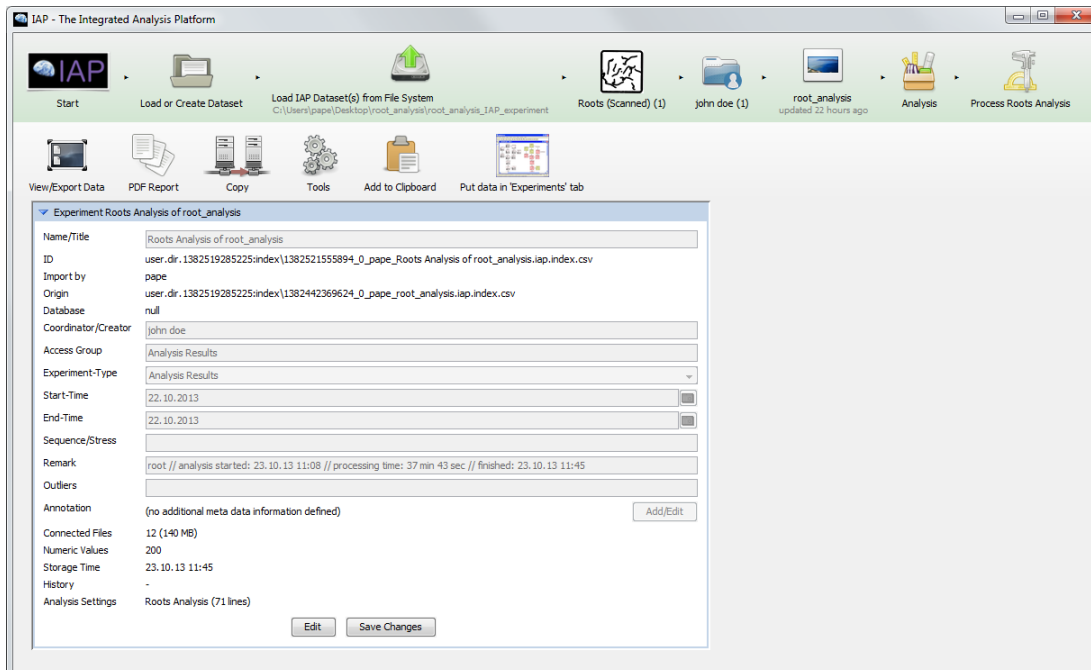 IAP - The Integrated Analysis Platform
IAP
Start
Load or Create Dataset
Load IAP Dataset(s) from File System
C:\Users\pape\Desktop\root_analysis\root_analysis_IAP_experiment
Roots (Scanned) (1)
john doe (1)
root_analysis
updated 22 hours ago
Analysis
Process Roots Analysis
View/Export Data
PDF Report
Copy
Tools
Add to Clipboard
Put data in 'Experiments' tab
Experiment Roots Analysis of root_analysis
Name/Title Roots Analysis of root_analysis
ID user.dir.1382519285225:index\1382521555894_0_pape_Roots Analysis of root_analysis.iap.index.csv
Import by pape
Origin user.dir.1382519285225:index\1382442369624_0_pape_root_analysis.iap.index.csv
Database null
Coordinator/Creator john doe
Access Group Analysis Results
Experiment-Type Analysis Results
Start-Time 22.10.2013
End-Time 22.10.2013
Sequence/Stress
Remark root // analysis started: 23.10.13 11:08 // processing time: 37 min 43 sec // finished: 23.10.13 11:45
Outliers
Annotation (no additional meta data information defined) Add/Edit
Connected Files 12 (140 MB)
Numeric Values 200
Storage Time 23.10.13 11:45
History -
Analysis Settings Roots Analysis (71 lines)
Edit Save Changes